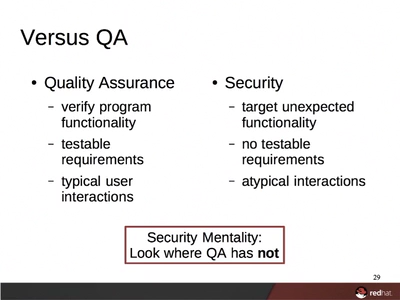 Versus QA
• Quality Assurance
– verify program
functionality
– testable
requirements
– typical user
interactions
• Security
– target unexpected
functionality
– no testable
requirements
– atypical interactions
Security Mentality:
Look where QA has not
29
redhat